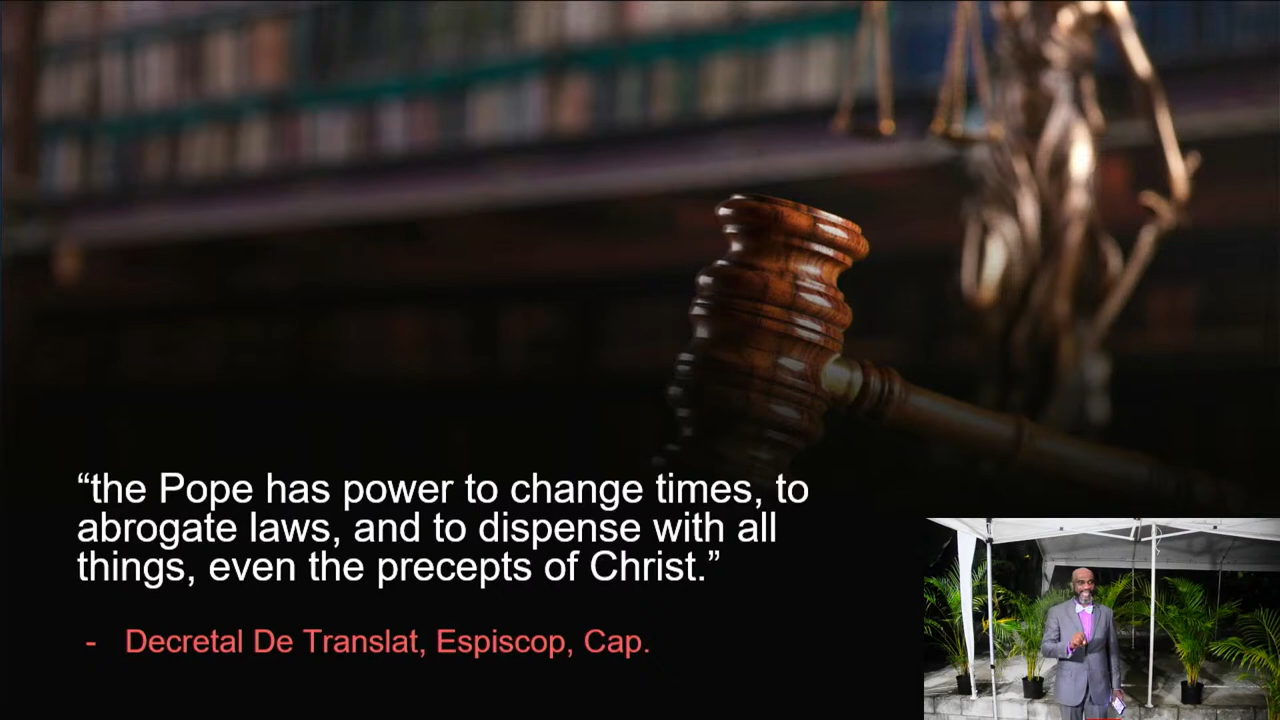 “the Pope has power to change times, to
abrogate laws, and to dispense with all
things, even the precepts of Christ.”
- Decretal De Translat, Espiscop, Cap.